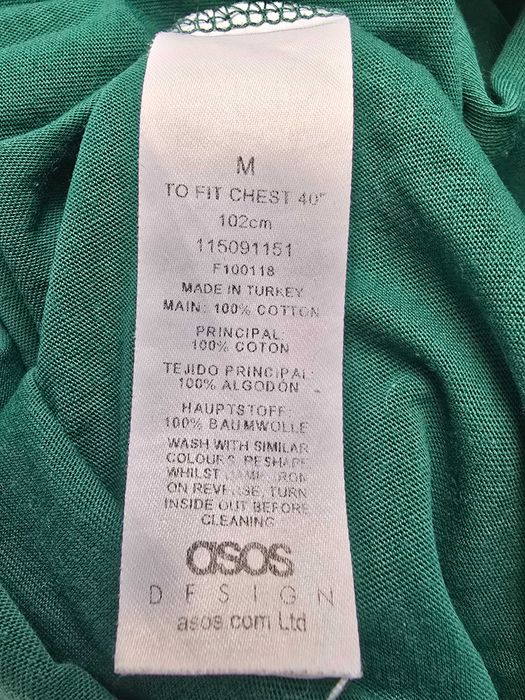 M
TO FIT CHEST 40"
102cm
115091151
F100118
MADE IN TURKEY
MAIN: 100% COTTON
PRINCIPAL:
100% COTON
TEJIDO PRINCIPAL:
100% ALGODÓN
HAUPTSTOFF:
100% BAUMWOLLE
WASH WITH SIMILAR
COLOURS. RESHAPE
WHILST DAMP. IRON
ON REVERSE, TURN
INSIDE OUT BEFORE
CLEANING
asos
DESIGN
asos.com Ltd